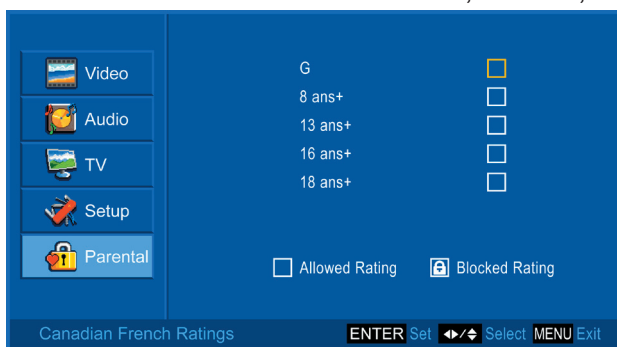 Video
Audio
TV
Setup
Parental
G
8 ans+
13 ans+
16 ans+
18 ans+
Allowed Rating Blocked Rating
Canadian French Ratings ENTER Set Select MENU Exit